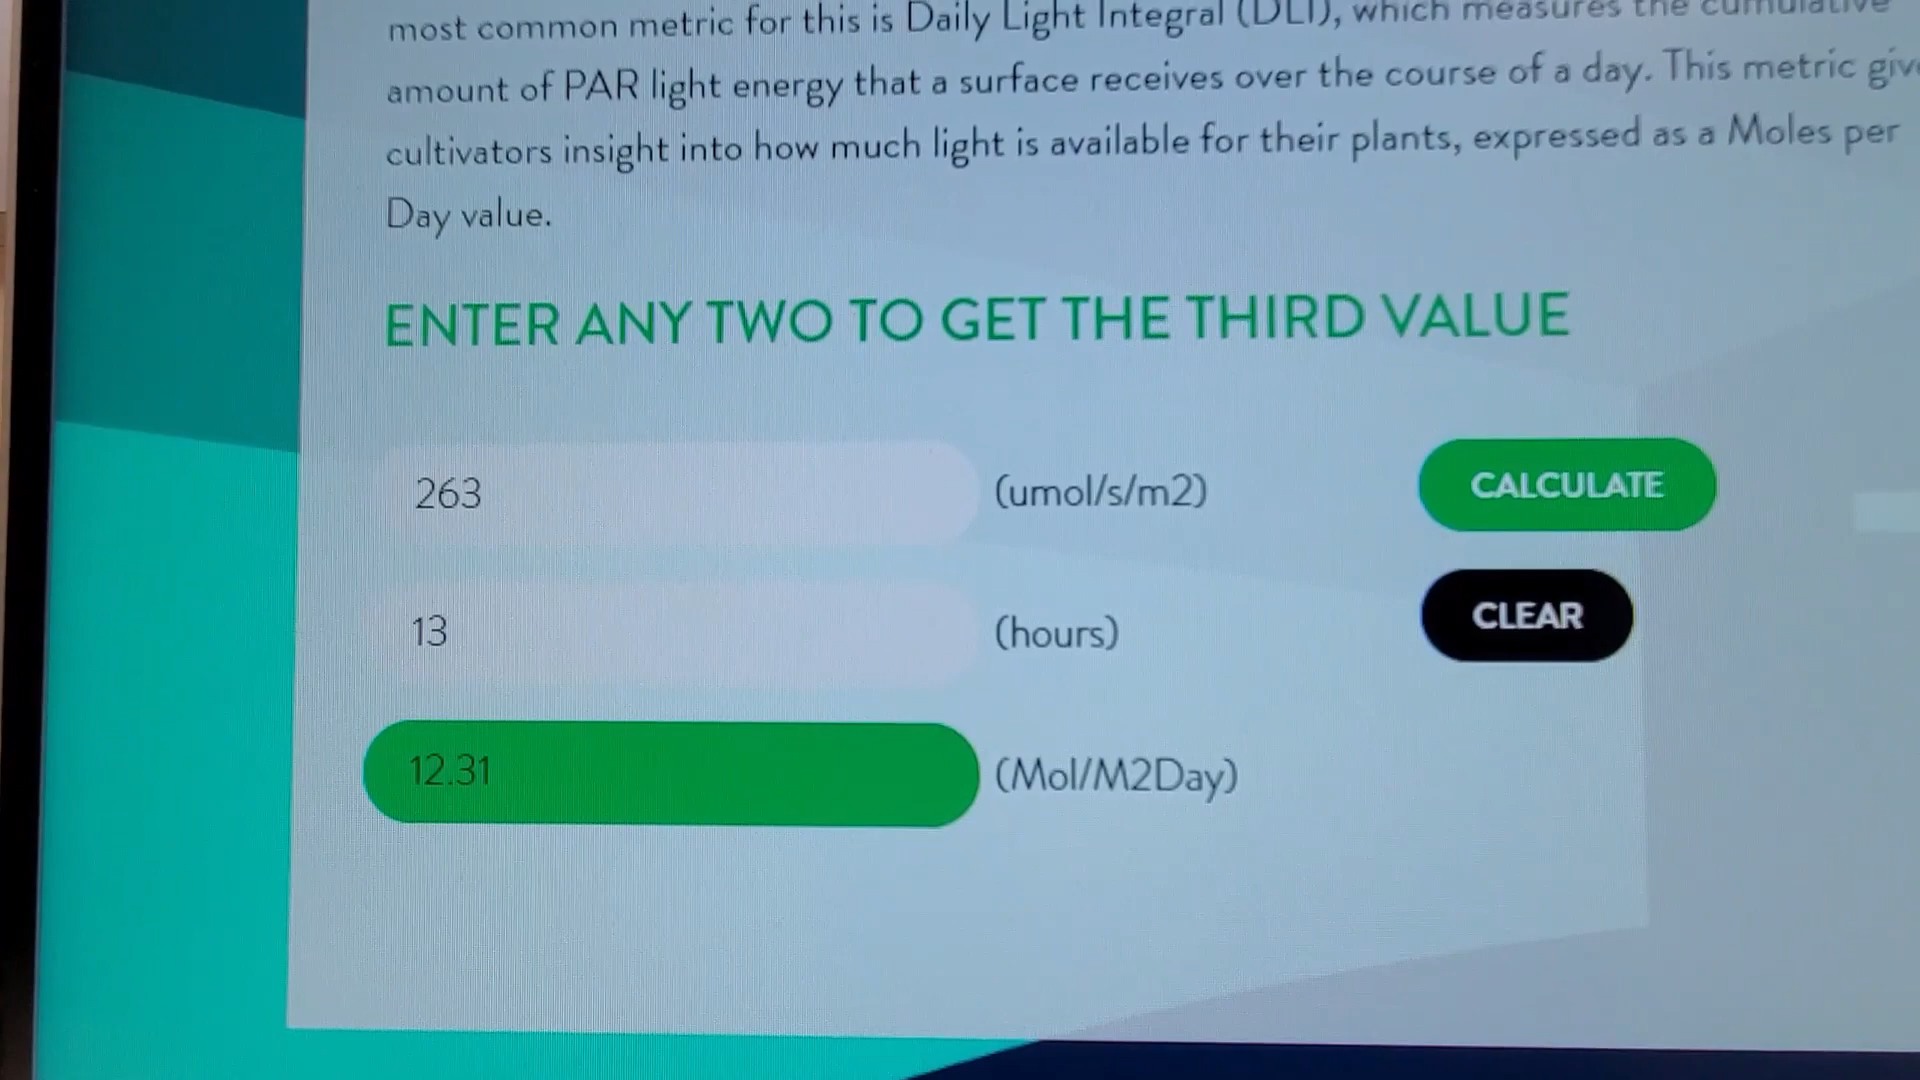 most common metric for this is Daily Light Integral (DLI), which measures the cumulative
amount of PAR light energy that a surface receives over the course of a day. This metric
cultivators insight into how much light is available for their plants, expressed as a Moles per
Day value.
ENTER ANY TWO TO GET THE THIRD VALUE
263 (umol/s/m2) CALCULATE
13 (hours) CLEAR
12.31 (Mol/M2Day)